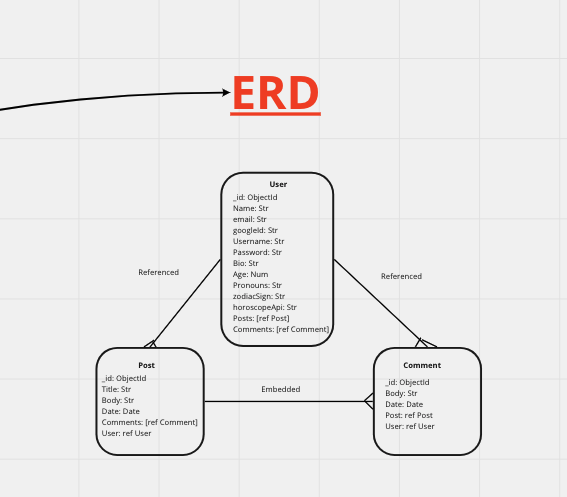 ERD
User
_id: ObjectId
Name: Str
email: Str
googleId: Str
Username: Str
Password: Str
Bio: Str
Age: Num
Pronouns: Str
zodiacSign: Str
horoscopeApi: Str
Posts: [ref Post]
Comments: [ref Comment]
Referenced
Referenced
Post
_id: ObjectId
Title: Str
Body: Str
Date: Date
Comments: [ref Comment]
User: ref User
Embedded
Comment
_id: ObjectId
Body: Str
Date: Date
Post: ref Post
User: ref User